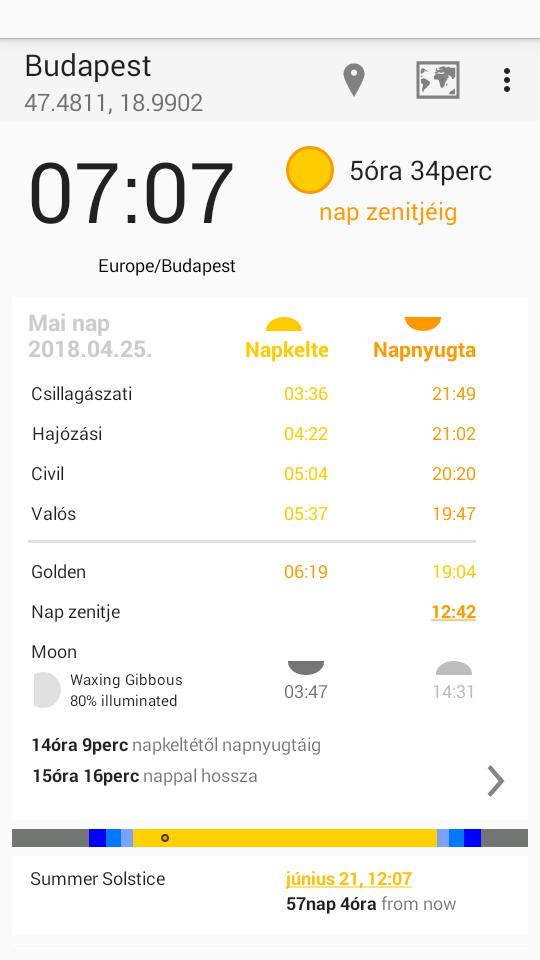 Budapest
47.4811, 18.9902
07:07
5óra 34perc
nap zenitjéig
Europe/Budapest
Mai nap
2018.04.25.
Napkelte Napnyugta
Csillagászati 03:36 21:49
Hajózási 04:22 21:02
Civil 05:04 20:20
Valós 05:37 19:47
Golden 06:19 19:04
Nap zenitje 12:42
Moon
Waxing Gibbous
80% illuminated
03:47 14:31
14óra 9perc napkeltétől napnyugtáig
15óra 16perc nappal hossza
Summer Solstice június 21, 12:07
57nap 4óra from now